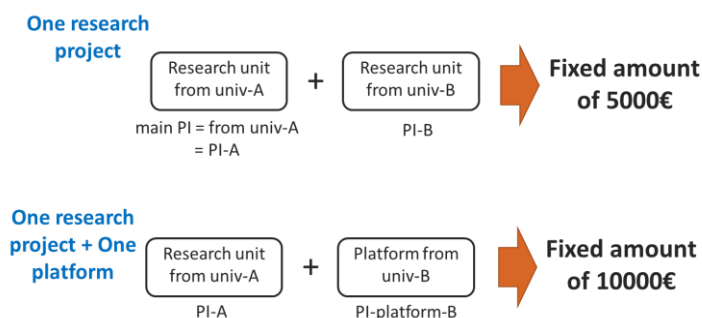 One research
project
Research unit
from univ-A
+
Research unit
from univ-B
Fixed amount
of 5000€
main PI = from univ-A
= PI-A
PI-B
One research
project + One
platform
Research unit
from univ-A
+
Platform from
univ-B
Fixed amount
of 10000€
PI-A
PI-platform-B